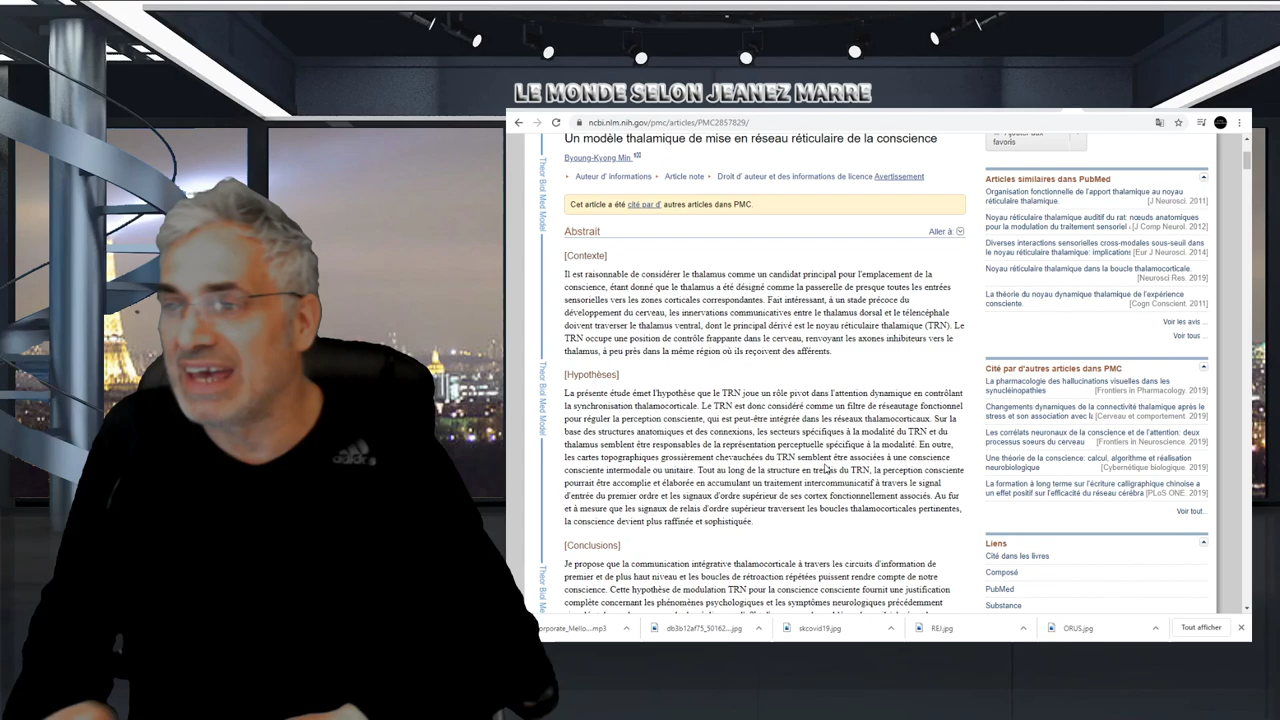 LE MONDE SELON JEANEZ MARRE
ncbi.nlm.nih.gov/pmc/articles/PMC2857829/
Un modèle thalamique de mise en réseau réticulaire de la conscience
Byoung-Kyong Min
Auteur d' informations Article note Droit d' auteur et des informations de licence Avertissement
Cet article a été cité par d' autres articles dans PMC.
Abstrait
Aller à:
[Contexte]
Il est raisonnable de considérer le thalamus comme un candidat principal pour l'emplacement de la
conscience, étant donné que le thalamus a été désigné comme la passerelle de presque toutes les entrées
sensorielles vers les zones corticales correspondantes. Fait intéressant, à un stade précoce du
développement du cerveau, les innervations communicatives entre le thalamus dorsal et le télencéphale
doivent traverser le thalamus ventral, dont le principal dérivé est le noyau réticulaire thalamique (TRN). Le
TRN occupe une position de contrôle frappante dans le cerveau, renvoyant les axones inhibiteurs vers le
thalamus, à peu près dans la même région où ils reçoivent des afférents.
[Hypothèses]
La présente étude émet l'hypothèse que le TRN joue un rôle pivot dans l'attention dynamique en contrôlant
la synchronisation thalamocorticale. Le TRN est donc considéré comme un filtre de réseautage fonctionnel
pour réguler la perception consciente, qui est peut-être intégrée dans les réseaux thalamocorticaux. Sur la
base des structures anatomiques et des connexions, les secteurs spécifiques à la modalité du TRN et du
thalamus semblent être responsables de la représentation perceptuelle spécifique à la modalité. En outre,
les cartes topographiques grossièrement chevauchées du TRN semblent être associées à une conscience
consciente intermodale ou unitaire. Tout au long de la structure en treillis du TRN, la perception consciente
pourrait être accomplie et élaborée en accumulant un traitement intercommunicatif à travers le signal
d'entrée du premier ordre et les signaux d'ordre supérieur de ses cortex fonctionnellement associés. Au fur
et à mesure que les signaux de relais d'ordre supérieur traversent les boucles thalamocorticales pertinentes,
la conscience devient plus raffinée et sophistiquée.
[Conclusions]
Je propose que la communication intégrative thalamocorticale à travers les circuits d'information de
premier et de plus haut niveau et les boucles de rétroaction répétées puissent rendre compte de notre
conscience. Cette hypothèse de modulation TRN pour la perception consciente fournit une justification
complète concernant les phénomènes psychologiques et les symptômes neurologiques précédemment
favoris
Articles similaires dans PubMed
Organisation fonctionnelle de l'apport thalamique au noyau
réticulaire thalamique. [J Neurosci. 2011]
Noyau réticulaire thalamique auditif du rat: nœuds anatomiques
pour la modulation du traitement sensoriel [J Comp Neurol. 2012]
Diverses interactions sensorielles cross-modales sous-seuil dans
le noyau réticulaire thalamique: implications [Eur J Neurosci. 2014]
Noyau réticulaire thalamique dans la boucle thalamocorticale.
[Neurosci Res. 2019]
La théorie du noyau dynamique thalamique de l'expérience
consciente. [Conscn Cogn. 2011]
Voir les avis ...
Voir tous ...
Cité par d'autres articles dans PMC
La pharmacologie des hallucinations visuelles dans les
synucléinopathies [Frontiers in Pharmacology. 2019]
Changements dynamiques de la connectivité thalamique après le
stress et son association avec l [Cerveau et comportement. 2019]
Les corrélats neuronaux de la conscience et de l'attention: deux
processus soeurs du cerveau [Frontiers in Neuroscience. 2019]
Une théorie de la conscience: calcul, algorithme et réalisation
neurobiologique [Cybernétique biologique. 2019]
La formation à long terme sur l'écriture calligraphique chinoise a
un effet positif sur l'efficacité du réseau cérébra [PLoS ONE. 2019]
Voir tout...
Liens
Cité dans les livres
Composé
PubMed
Substance
Theor Biol Med Model
Theor Biol Med Model
Theor Biol Me
orporate_Mello....mp3
db3b12af75_50162...jpg
skcovid19.jpg
REJ.jpg
ORUS.jpg
Tout afficher
adidas